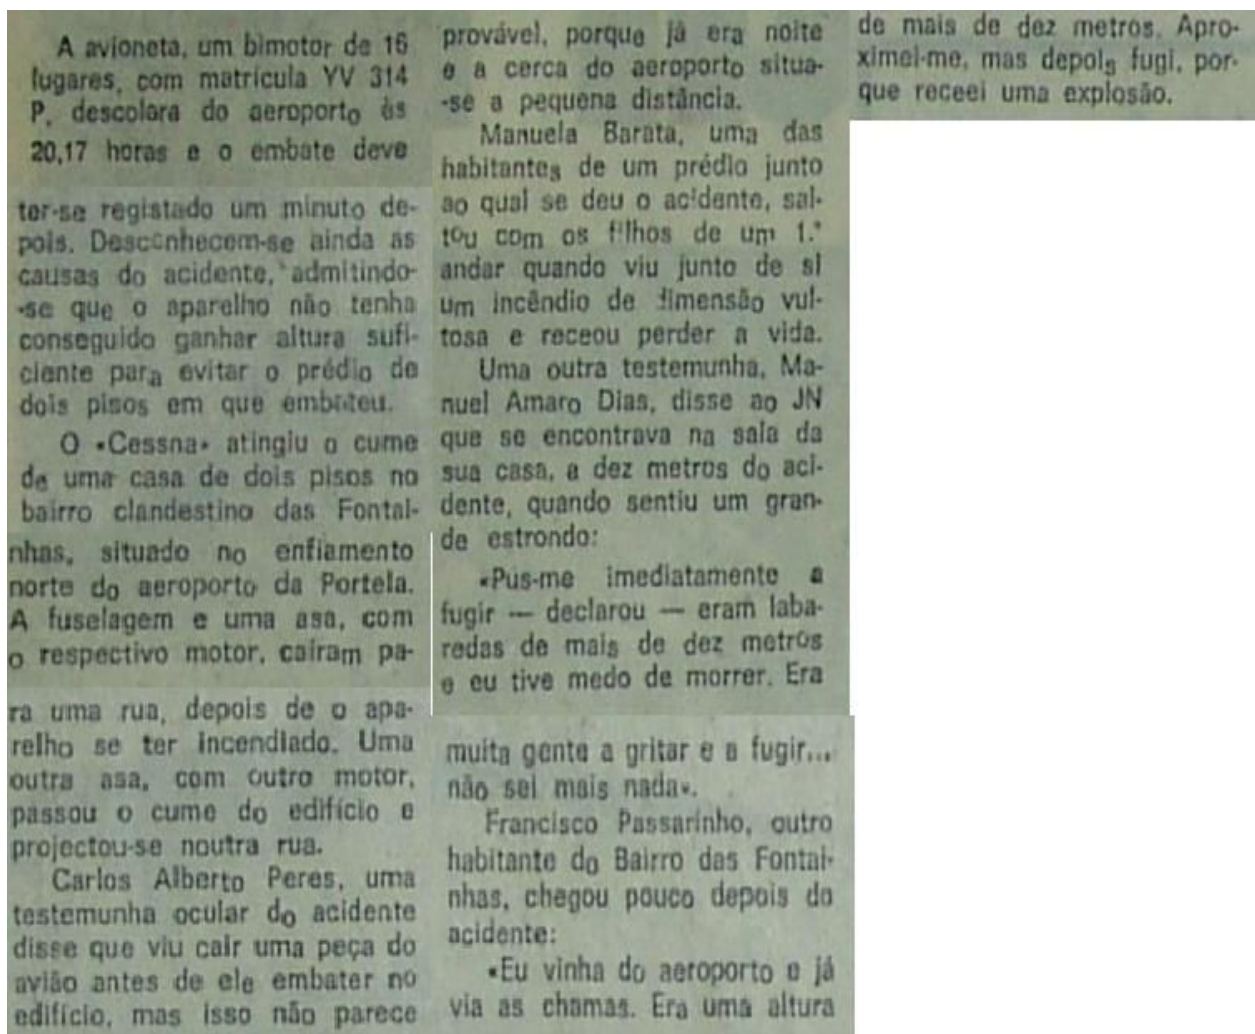 A avioneta, um bimotor de 16
lugares, com matrícula YV 314
P, descolara do aeroporto às
20,17 horas e o embate deve
ter-se registado um minuto de-
pois. Desconhecem-se ainda as
causas do acidente, admitindo-
-se que o aparelho não tenha
conseguido ganhar altura sufi-
ciente para evitar o prédio de
dois pisos em que embateu.
O «Cessna» atingiu o cume
de uma casa de dois pisos no
bairro clandestino das Fontai-
nhas, situado no enfiamento
norte do aeroporto da Portela.
A fuselagem e uma asa, com
o respectivo motor, caíram pa-
ra uma rua, depois de o apa-
relho se ter incendiado. Uma
outra asa, com outro motor,
passou o cume do edifício e
projectou-se noutra rua.
Carlos Alberto Peres, uma
testemunha ocular do acidente
disse que viu cair uma peça do
avião antes de ele embater no
edifício, mas isso não parece
provável, porque já era noite
e a cerca do aeroporto situa-
-se a pequena distância.
Manuela Barata, uma das
habitantes de um prédio junto
ao qual se deu o acidente, sal-
tou com os filhos de um 1.°
andar quando viu junto de si
um incêndio de dimensão vul-
tosa e receou perder a vida.
Uma outra testemunha, Ma-
nuel Amaro Dias, disse ao JN
que se encontrava na sala da
sua casa, a dez metros do aci-
dente, quando sentiu um gran-
de estrondo:
«Pus-me imediatamente a
fugir — declarou — eram laba-
redas de mais de dez metros
e eu tive medo de morrer. Era
muita gente a gritar e a fugir...
não sei mais nada».
Francisco Passarinho, outro
habitante do Bairro das Fontai-
nhas, chegou pouco depois do
acidente:
«Eu vinha do aeroporto e já
via as chamas. Era uma altura
de mais de dez metros. Apro-
ximei-me, mas depois fugi, por-
que receei uma explosão.